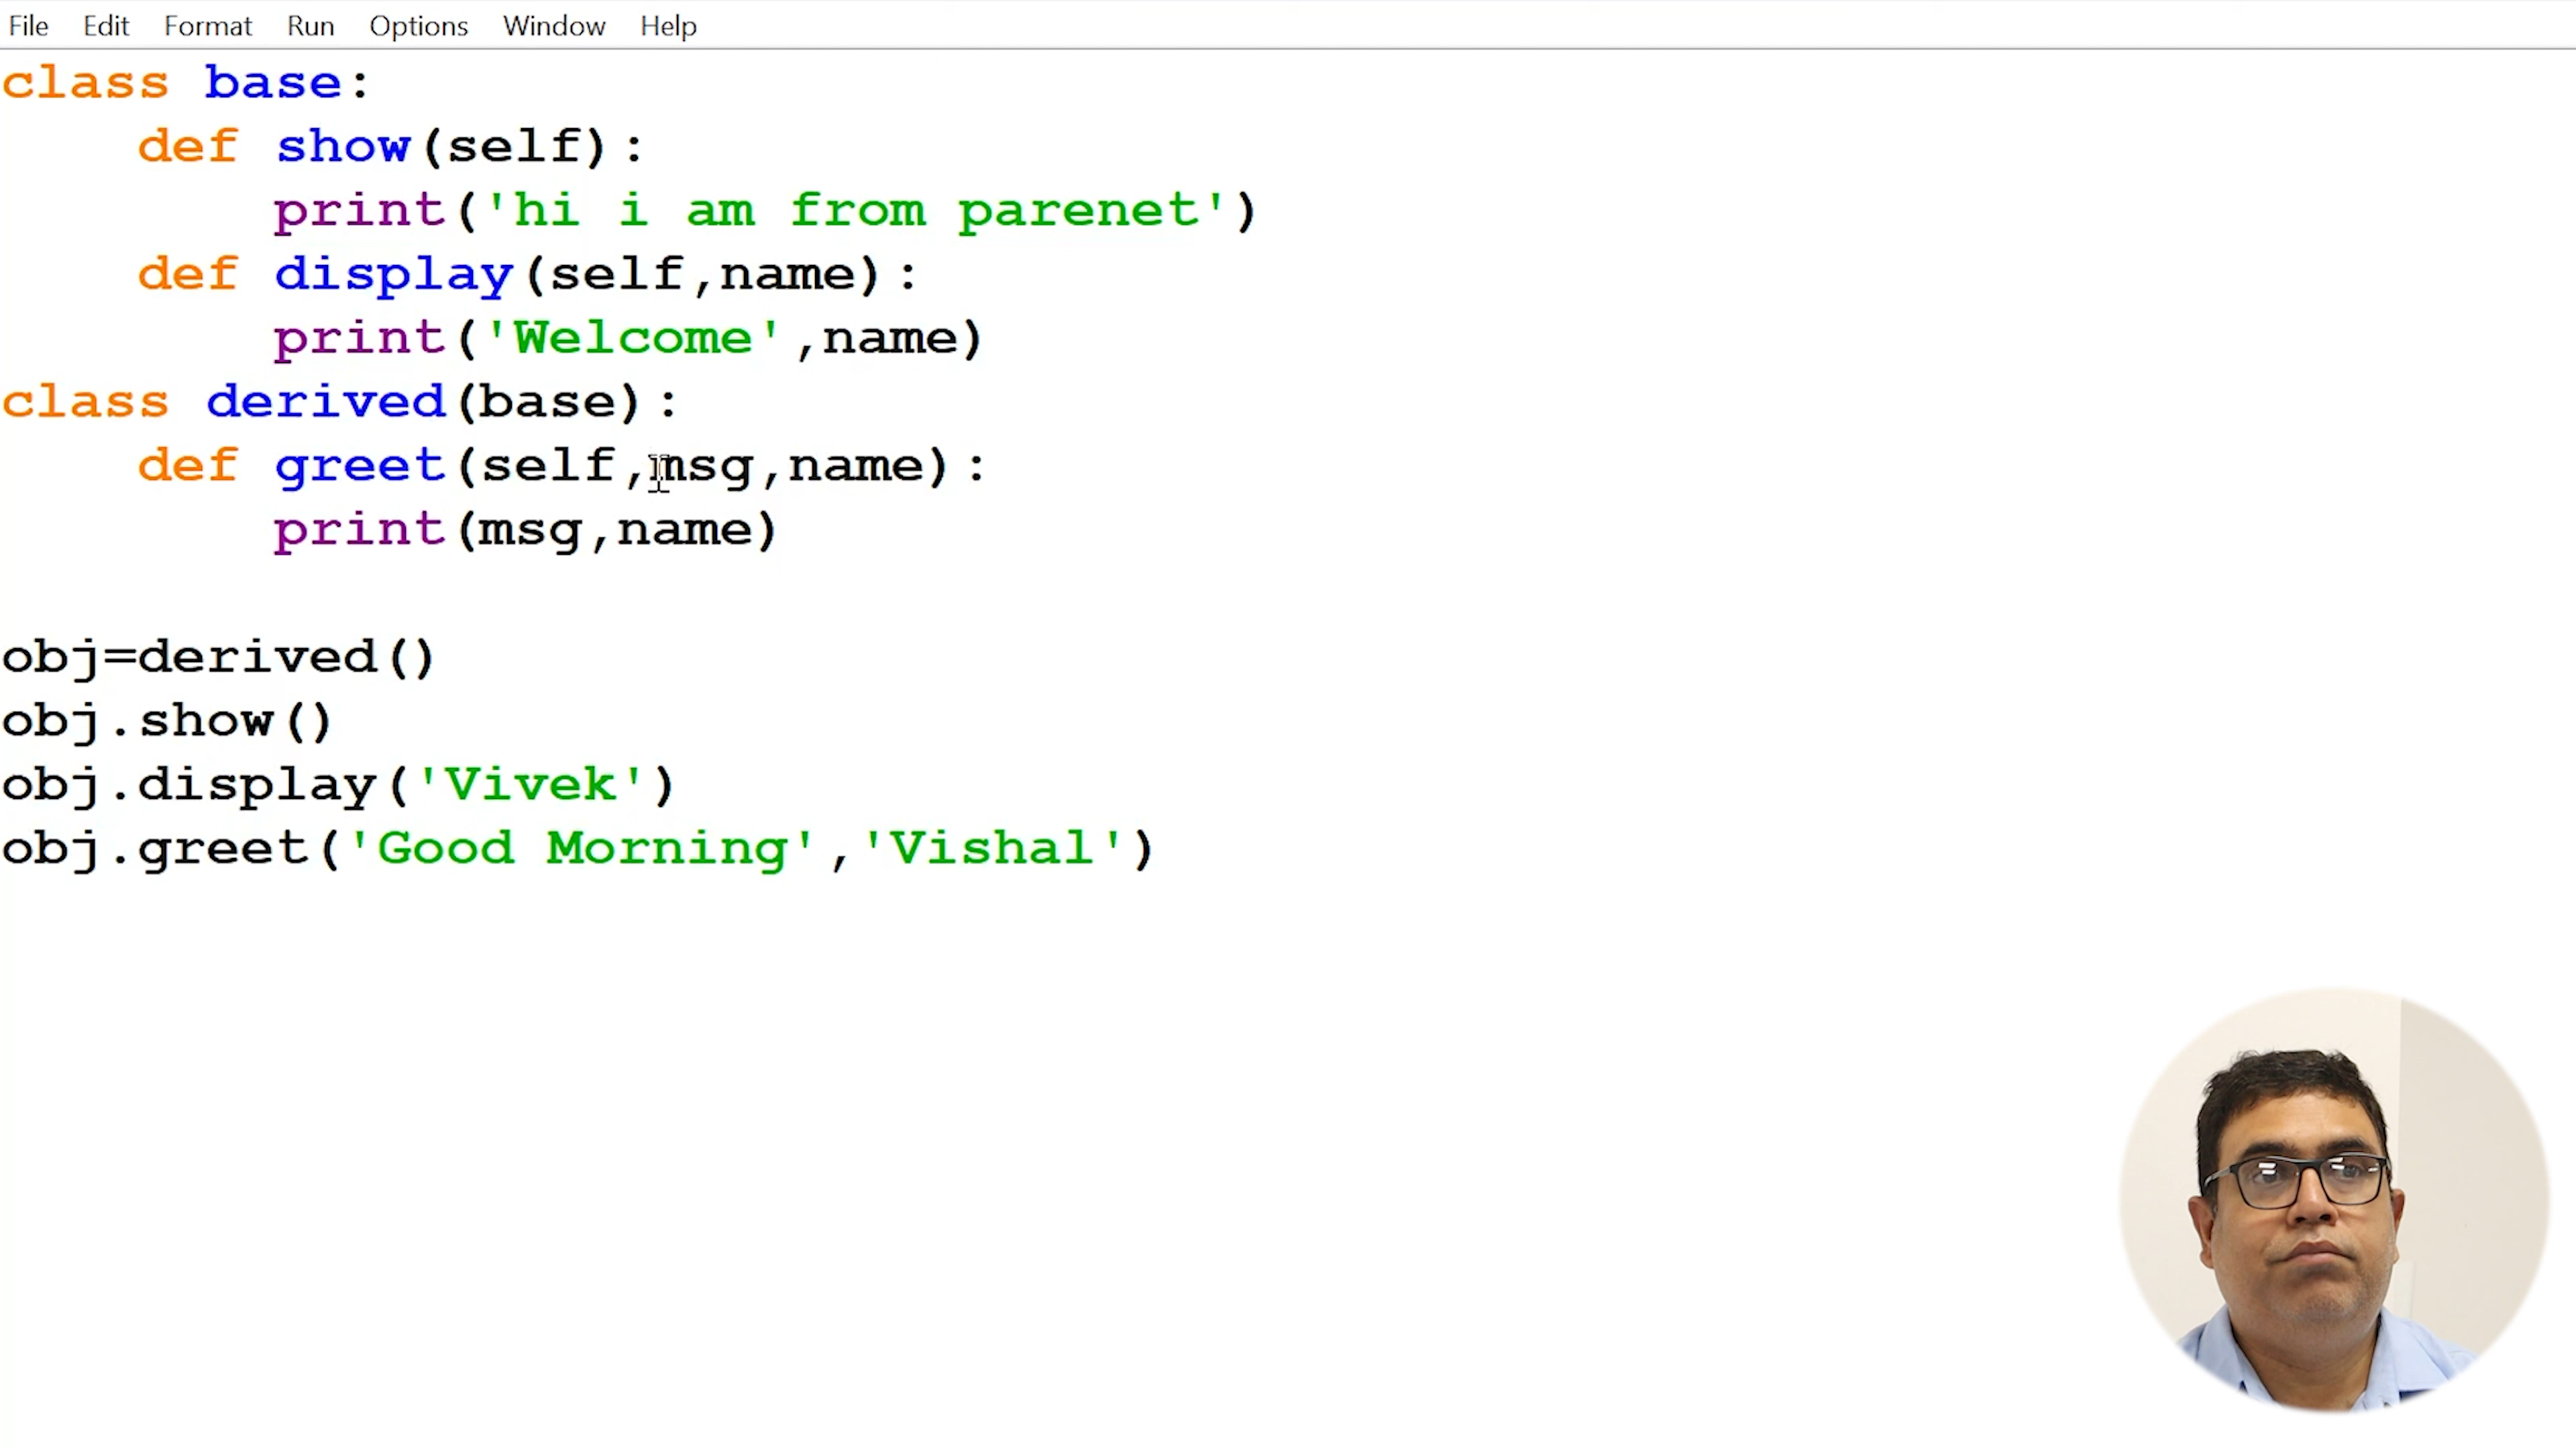 File Edit Format Run Options Window Help
class base:
    def show(self):
        print('hi i am from parenet')
    def display(self,name):
        print('Welcome',name)
class derived(base):
    def greet(self,msg,name):
        print(msg,name)
obj=derived()
obj.show()
obj.display('Vivek')
obj.greet('Good Morning','Vishal')